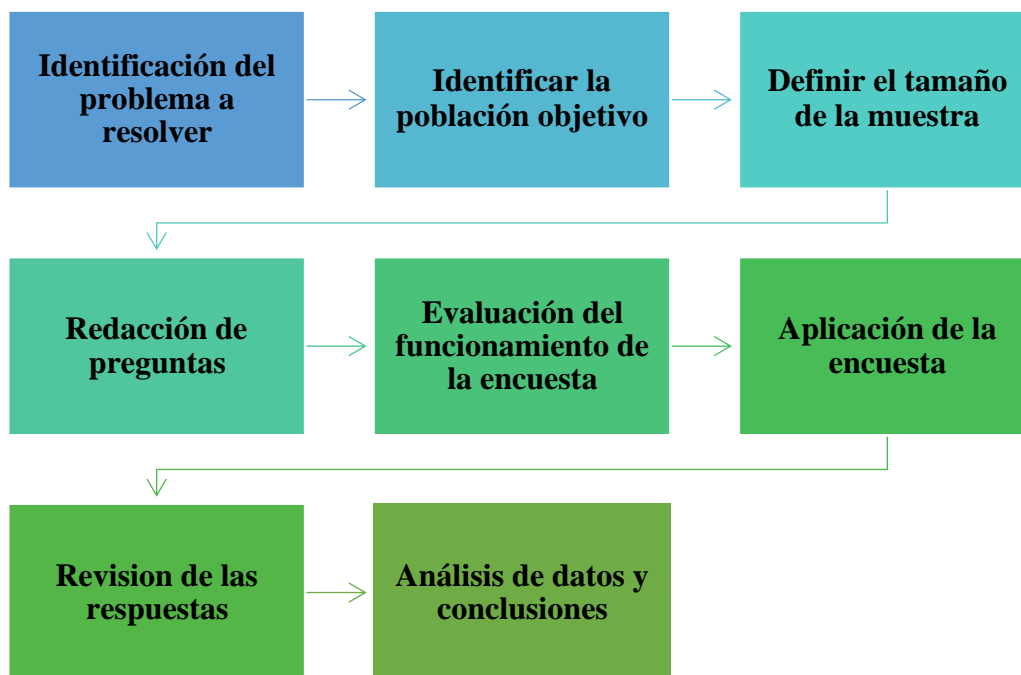 Identificación del
problema a
resolver
Identificar la
población objetivo
Definir el tamaño
de la muestra
Redacción de
preguntas
Evaluación del
funcionamiento de
la encuesta
Aplicación de la
encuesta
Revision de las
respuestas
Análisis de datos y
conclusiones